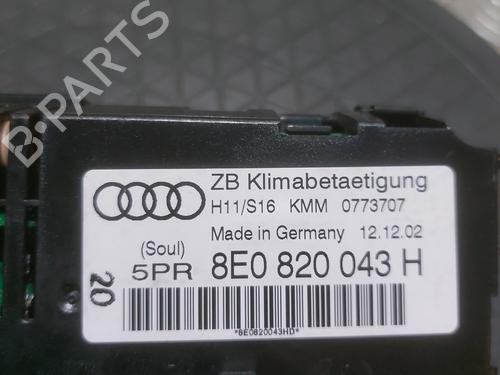 B-PARTS
ZB Klimabetaetigung
H11/S16 KMM 0773707
Made in Germany 12.12.02
(Soul)
5PR 8E0 820 043 H
20
*8E0820043HD*